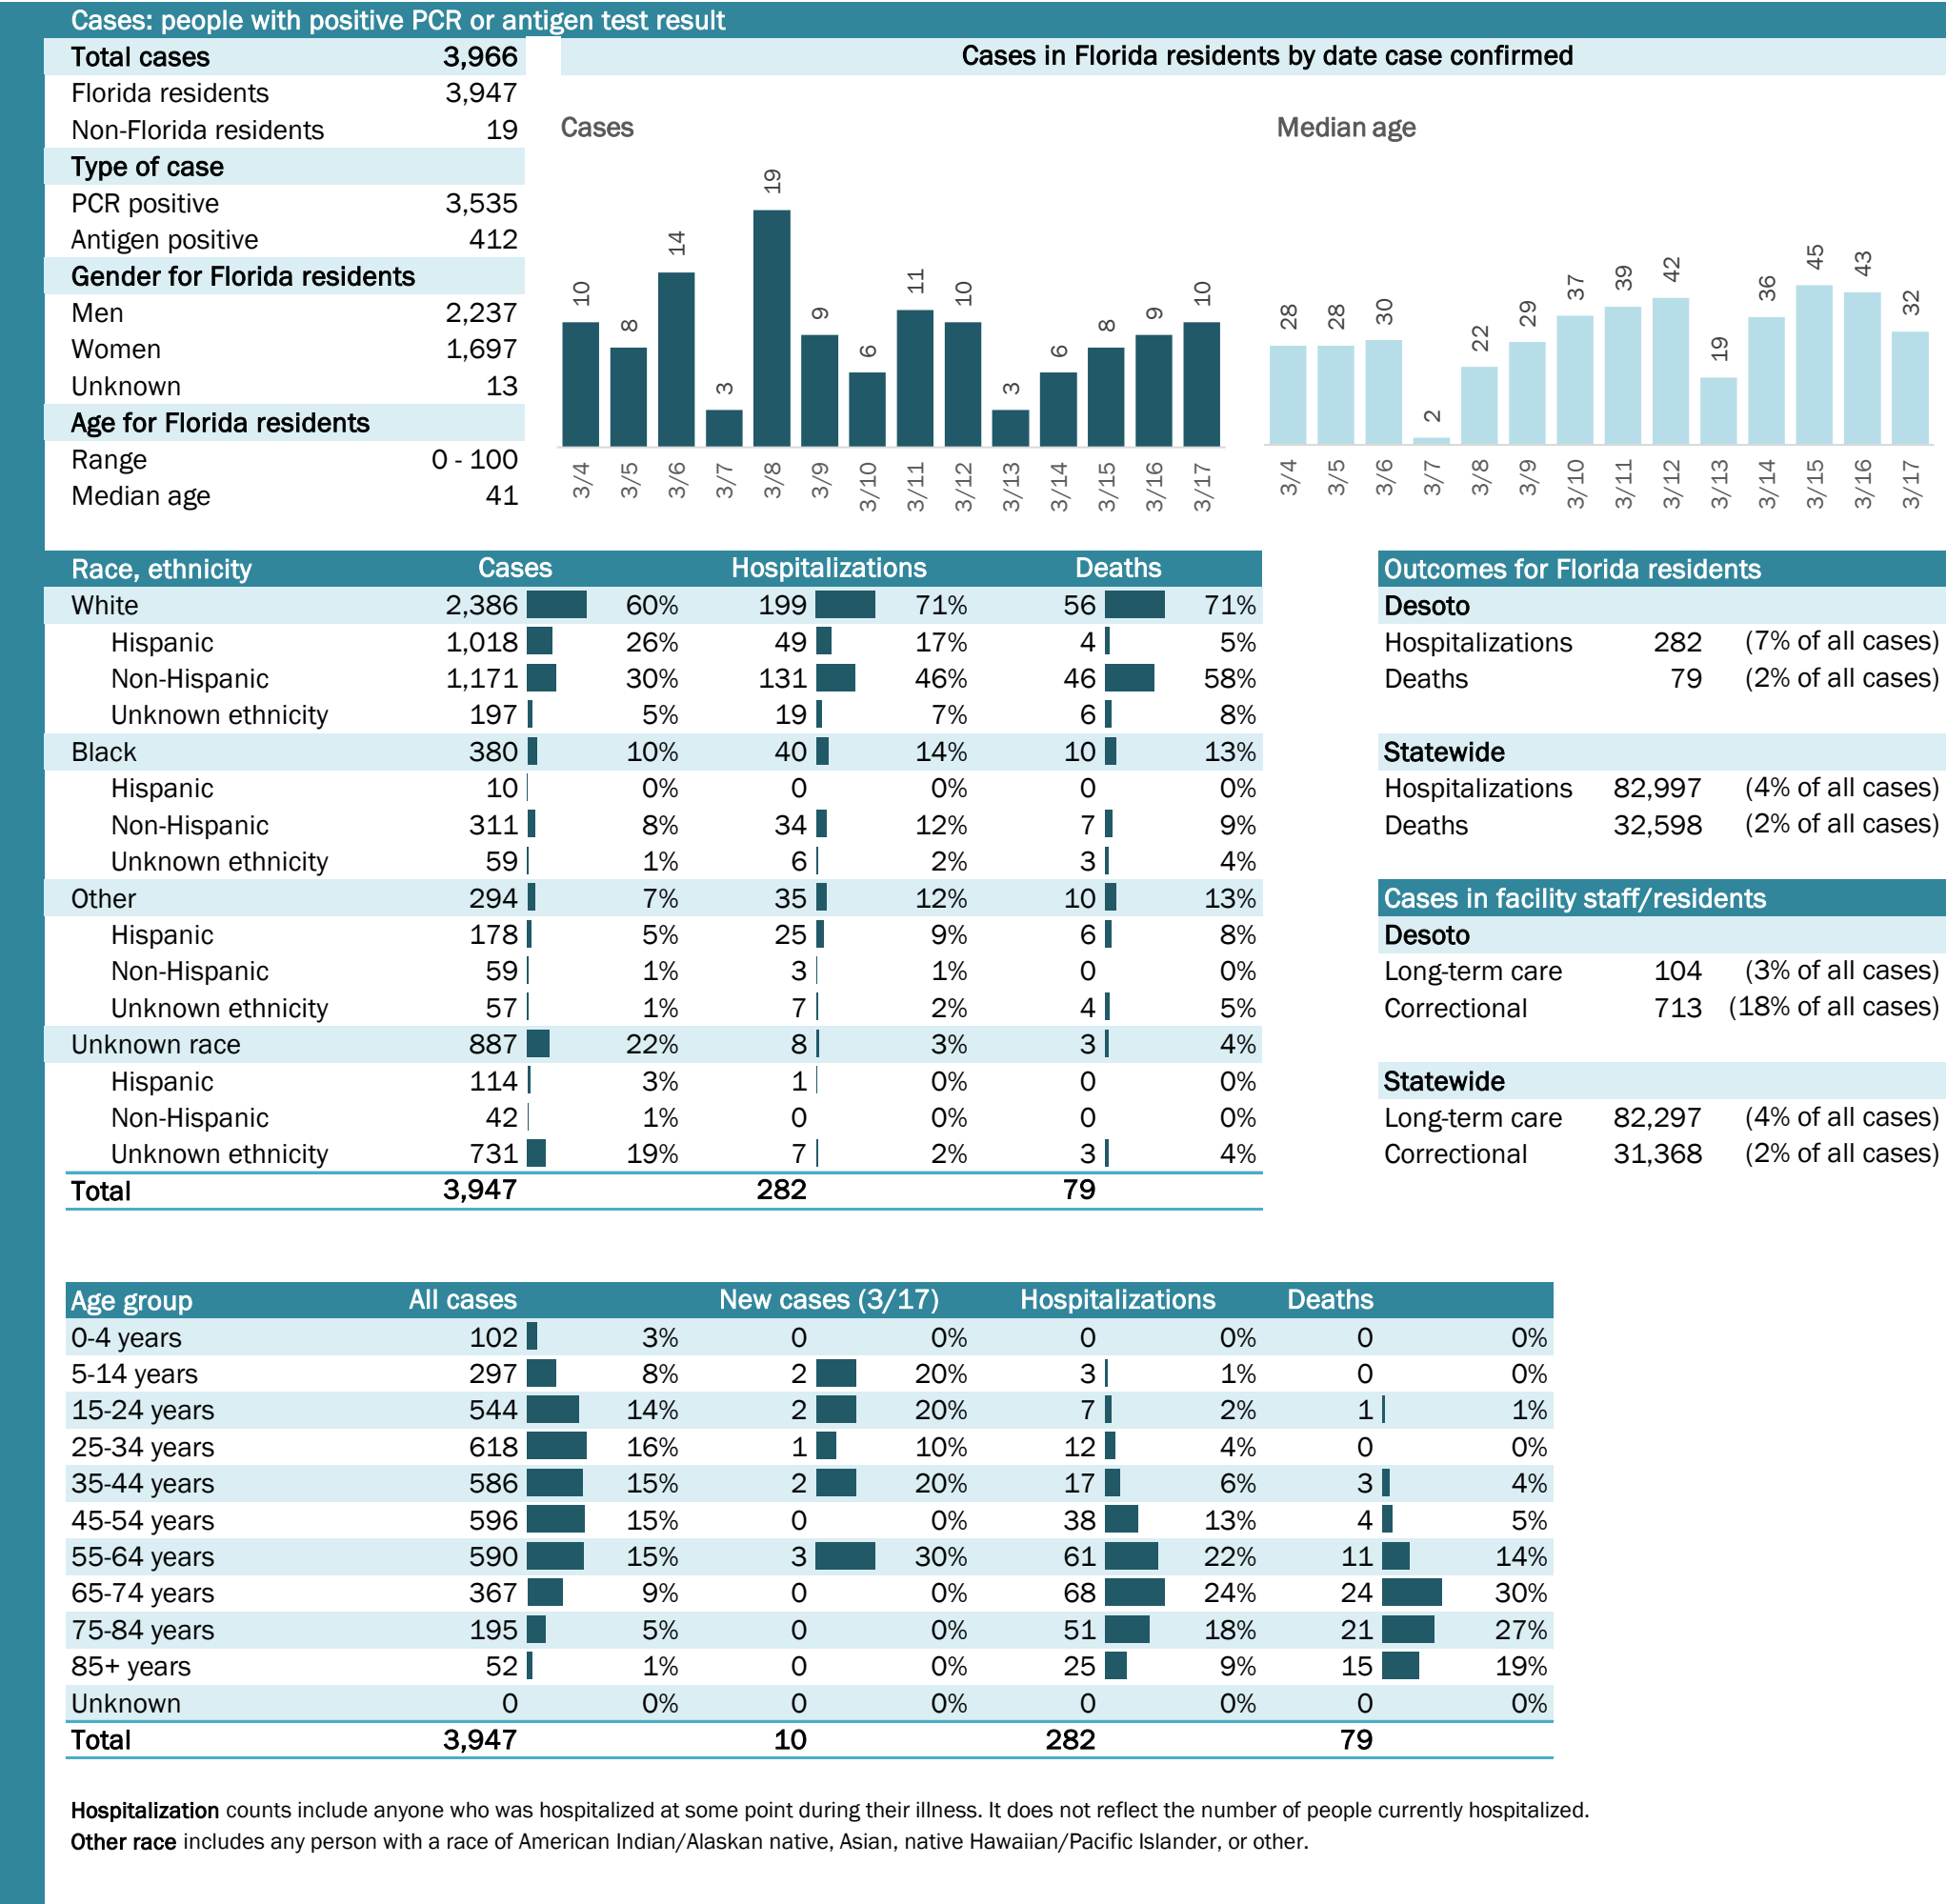 Cases: people with positive PCR or antigen test result
Total cases 3,966
Florida residents 3,947
Non-Florida residents 19
Type of case
PCR positive 3,535
Antigen positive 412
Gender for Florida residents
Men 2,237
Women 1,697
Unknown 13
Age for Florida residents
Range 0 - 100
Median age 41
Cases in Florida residents by date case confirmed
Cases
10 8 14 3 19 9 6 11 10 3 6 8 9 10
3/4 3/5 3/6 3/7 3/8 3/9 3/10 3/11 3/12 3/13 3/14 3/15 3/16 3/17
Median age
28 28 30 2 22 29 37 39 42 19 36 45 43 32
3/4 3/5 3/6 3/7 3/8 3/9 3/10 3/11 3/12 3/13 3/14 3/15 3/16 3/17
Race, ethnicity Cases Hospitalizations Deaths
White 2,386 60% 199 71% 56 71%
Hispanic 1,018 26% 49 17% 4 5%
Non-Hispanic 1,171 30% 131 46% 46 58%
Unknown ethnicity 197 5% 19 7% 6 8%
Black 380 10% 40 14% 10 13%
Hispanic 10 0% 0 0% 0 0%
Non-Hispanic 311 8% 34 12% 7 9%
Unknown ethnicity 59 1% 6 2% 3 4%
Other 294 7% 35 12% 10 13%
Hispanic 178 5% 25 9% 6 8%
Non-Hispanic 59 1% 3 1% 0 0%
Unknown ethnicity 57 1% 7 2% 4 5%
Unknown race 887 22% 8 3% 3 4%
Hispanic 114 3% 1 0% 0 0%
Non-Hispanic 42 1% 0 0% 0 0%
Unknown ethnicity 731 19% 7 2% 3 4%
Total 3,947 282 79
Outcomes for Florida residents
Desoto
Hospitalizations 282 (7% of all cases)
Deaths 79 (2% of all cases)
Statewide
Hospitalizations 82,997 (4% of all cases)
Deaths 32,598 (2% of all cases)
Cases in facility staff/residents
Desoto
Long-term care 104 (3% of all cases)
Correctional 713 (18% of all cases)
Statewide
Long-term care 82,297 (4% of all cases)
Correctional 31,368 (2% of all cases)
Age group All cases New cases (3/17) Hospitalizations Deaths
0-4 years 102 3% 0 0% 0 0% 0 0%
5-14 years 297 8% 2 20% 3 1% 0 0%
15-24 years 544 14% 2 20% 7 2% 1 1%
25-34 years 618 16% 1 10% 12 4% 0 0%
35-44 years 586 15% 2 20% 17 6% 3 4%
45-54 years 596 15% 0 0% 38 13% 4 5%
55-64 years 590 15% 3 30% 61 22% 11 14%
65-74 years 367 9% 0 0% 68 24% 24 30%
75-84 years 195 5% 0 0% 51 18% 21 27%
85+ years 52 1% 0 0% 25 9% 15 19%
Unknown 0 0% 0 0% 0 0% 0 0%
Total 3,947 10 282 79
Hospitalization counts include anyone who was hospitalized at some point during their illness. It does not reflect the number of people currently hospitalized.
Other race includes any person with a race of American Indian/Alaskan native, Asian, native Hawaiian/Pacific Islander, or other.